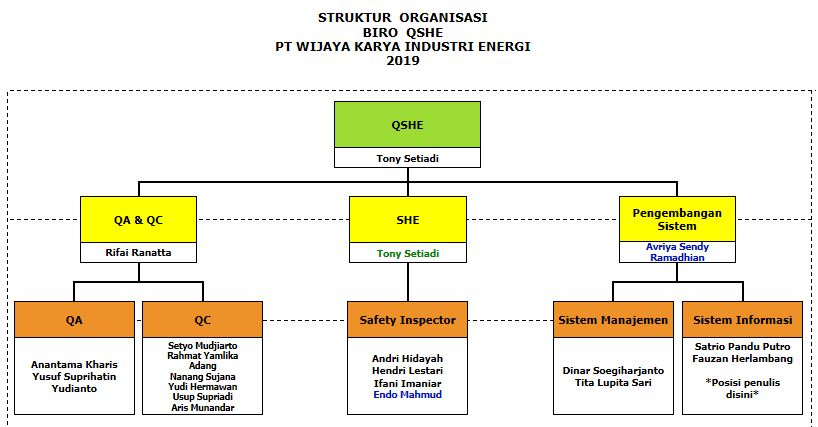 STRUKTUR ORGANISASI
BIRO QSHE
PT WIJAYA KARYA INDUSTRI ENERGI
2019
QSHE
Tony Setiadi
QA & QC
Rifai Ranatta
SHE
Tony Setiadi
Pengembangan
Sistem
Avriya Sendy
Ramadhian
QA
Anantama Kharis
Yusuf Suprihatin
Yudianto
QC
Setyo Mudjiarto
Rahmat Yamlika
Adang
Nanang Sujana
Yudi Hermavan
Usup Supriadi
Aris Munandar
Safety Inspector
Andri Hidayah
Hendri Lestari
Ifani Imaniar
Endo Mahmud
Sistem Manajemen
Dinar Soegiharjanto
Tita Lupita Sari
Sistem Informasi
Satrio Pandu Putro
Fauzan Herlambang
*Posisi penulis
disini*